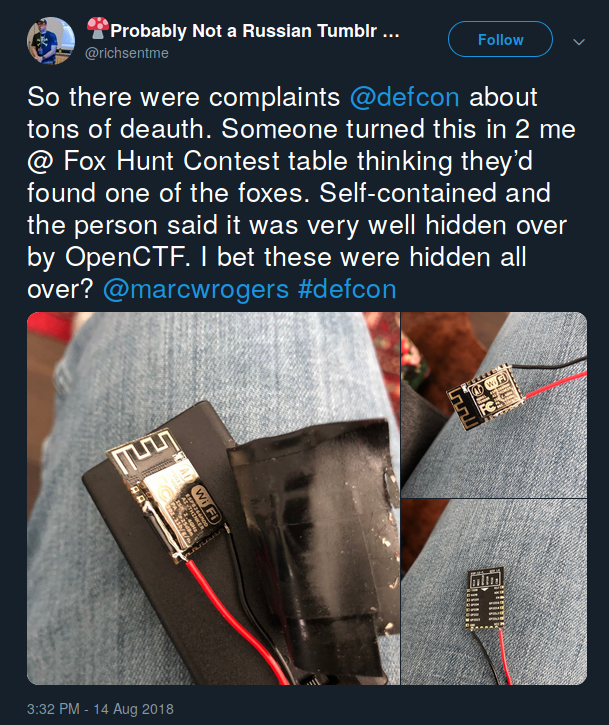 Probably Not a Russian Tumblr ...
@richsentme
Follow
So there were complaints @defcon about
tons of deauth. Someone turned this in 2 me
@ Fox Hunt Contest table thinking they’d
found one of the foxes. Self-contained and
the person said it was very well hidden over
by OpenCTF. I bet these were hidden all
over? @marcwrogers #defcon
WiFi
WiFi
3:32 PM - 14 Aug 2018